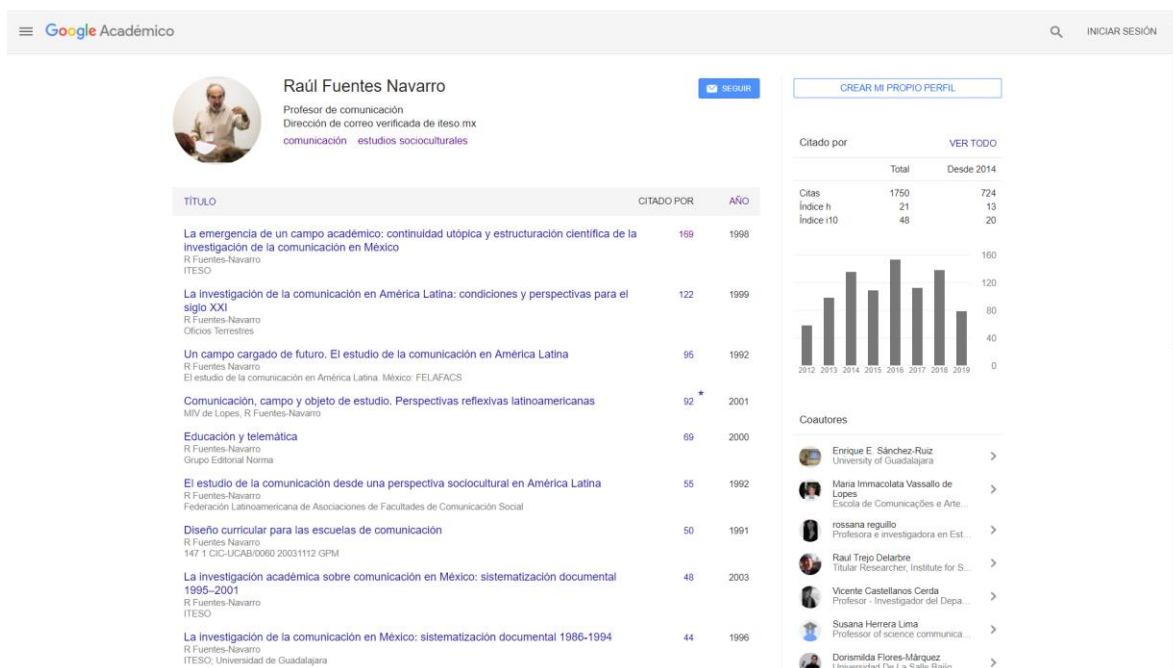 Google Académico
INICIAR SESIÓN
Raúl Fuentes Navarro
SEGUIR
Profesor de comunicación
Dirección de correo verificada de iteso.mx
comunicación estudios socioculturales
TÍTULO CITADO POR AÑO
La emergencia de un campo académico: continuidad utópica y estructuración científica de la 169 1998
investigación de la comunicación en México
R Fuentes-Navarro
ITESO
La investigación de la comunicación en América Latina: condiciones y perspectivas para el 122 1999
siglo XXI
R Fuentes-Navarro
Oficios Terrestres
Un campo cargado de futuro. El estudio de la comunicación en América Latina 95 1992
R Fuentes Navarro
El estudio de la comunicación en América Latina. México: FELAFACS
Comunicación, campo y objeto de estudio. Perspectivas reflexivas latinoamericanas 92 * 2001
MIV de Lopes, R Fuentes-Navarro
Educación y telemática 69 2000
R Fuentes-Navarro
Grupo Editorial Norma
El estudio de la comunicación desde una perspectiva sociocultural en América Latina 55 1992
R Fuentes-Navarro
Federación Latinoamericana de Asociaciones de Facultades de Comunicación Social
Diseño curricular para las escuelas de comunicación 50 1991
R Fuentes Navarro
147 1 CIC-UCAB/0060 20031112 GPM
La investigación académica sobre comunicación en México: sistematización documental 48 2003
1995–2001
R Fuentes-Navarro
ITESO
La investigación de la comunicación en México: sistematización documental 1986-1994 44 1996
R Fuentes-Navarro
ITESO; Universidad de Guadalajara
CREAR MI PROPIO PERFIL
Citado por VER TODO
Total Desde 2014
Citas 1750 724
Índice h 21 13
Índice i10 48 20
160
120
80
40
0
2012 2013 2014 2015 2016 2017 2018 2019
Coautores
Enrique E. Sánchez-Ruiz
University of Guadalajara
Maria Immacolata Vassallo de
Lopes
Escola de Comunicações e Arte...
rossana reguillo
Profesora e investigadora en Est...
Raul Trejo Delarbre
Titular Researcher, Institute for S...
Vicente Castellanos Cerda
Profesor - Investigador del Depa...
Susana Herrera Lima
Professor of science communica...
Dorismilda Flores-Márquez
Universidad De La Salle Bajío